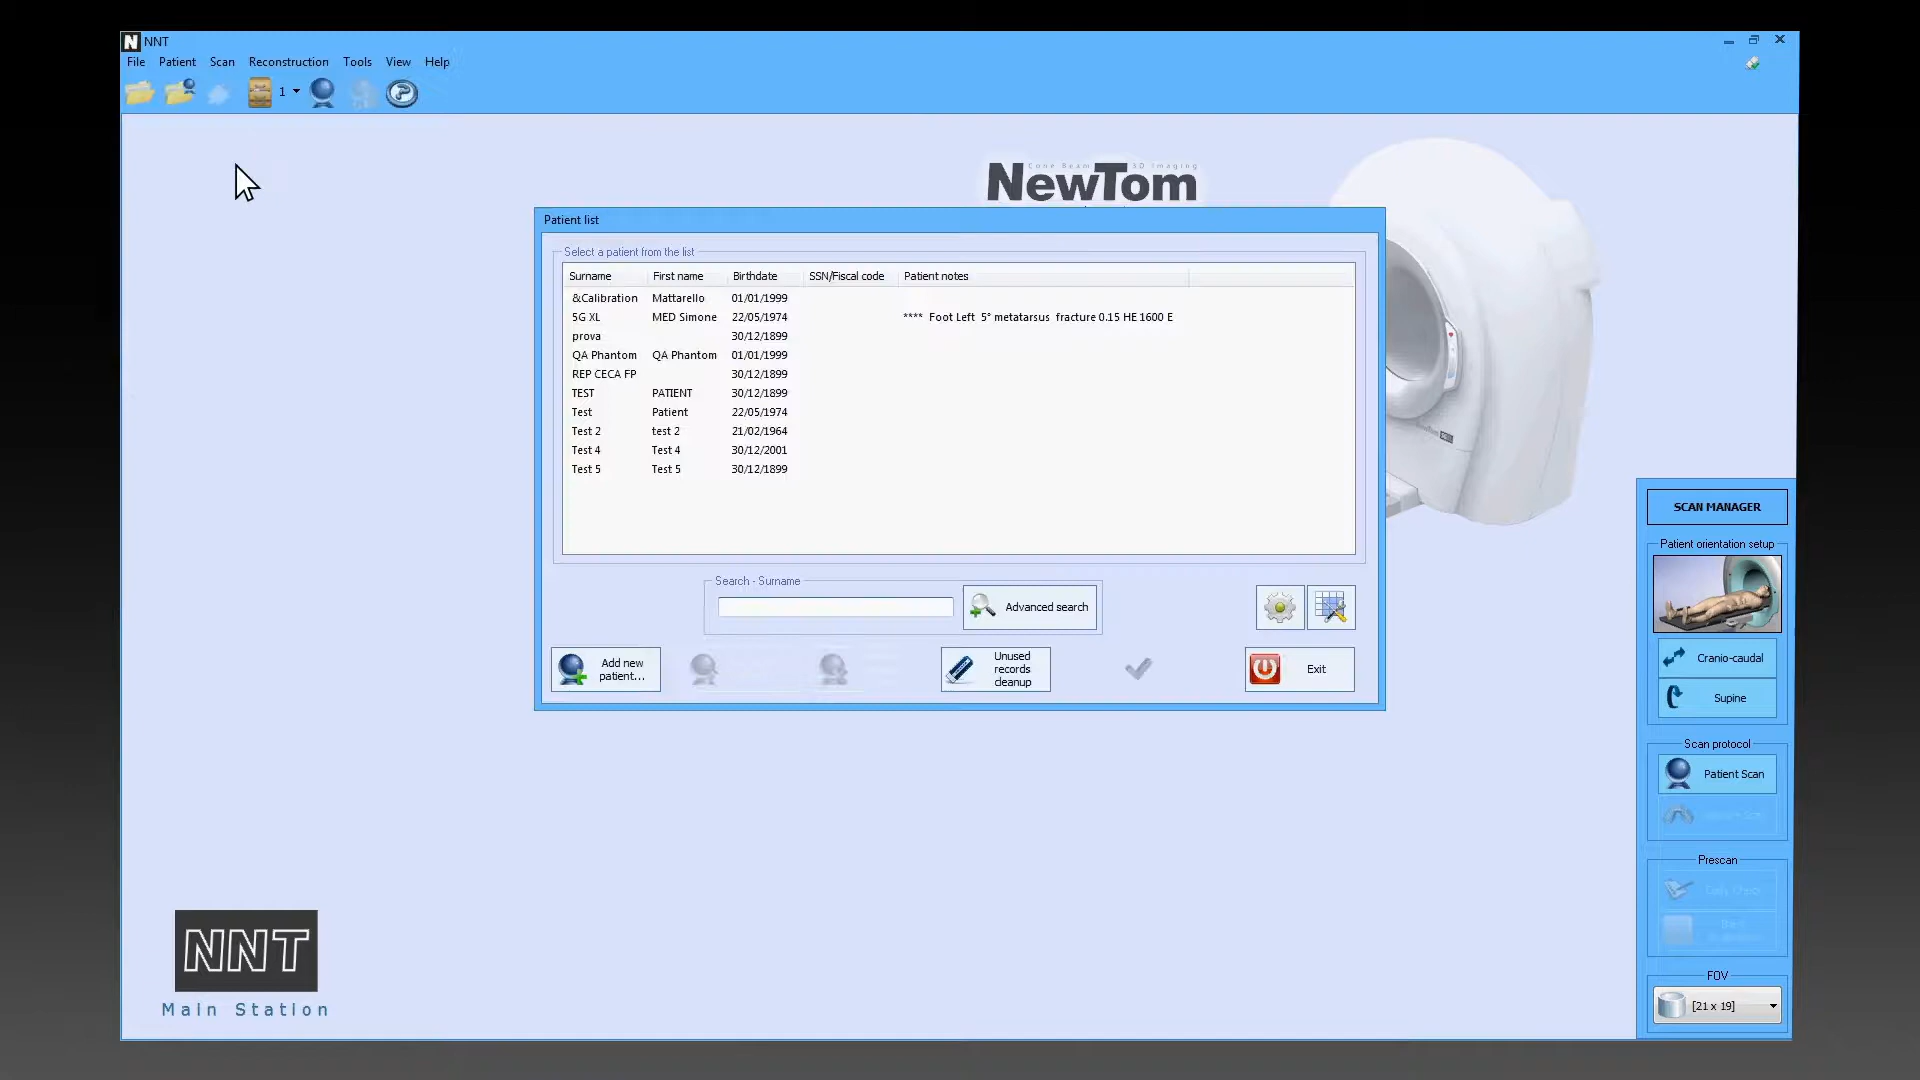 NNT
File Patient Scan Reconstruction Tools View Help
1
Cone Beam 3D Imaging
NewTom
Patient list
Select a patient from the list
Surname First name Birthdate SSN/Fiscal code Patient notes
&Calibration Mattarello 01/01/1999
5G XL MED Simone 22/05/1974 **** Foot Left 5° metatarsus fracture 0.15 HE 1600 E
prova 30/12/1899
QA Phantom QA Phantom 01/01/1999
REP CECA FP 30/12/1899
TEST PATIENT 30/12/1899
Test Patient 22/05/1974
Test 2 test 2 21/02/1964
Test 4 Test 4 30/12/2001
Test 5 Test 5 30/12/1899
Search - Surname
Advanced search
Add new
patient...
Unused
records
cleanup
Exit
SCAN MANAGER
Patient orientation setup
Cranio-caudal
Supine
Scan protocol
Patient Scan
Prescan
Daily Check
FOV
[21 x 19]
NNT
Main Station